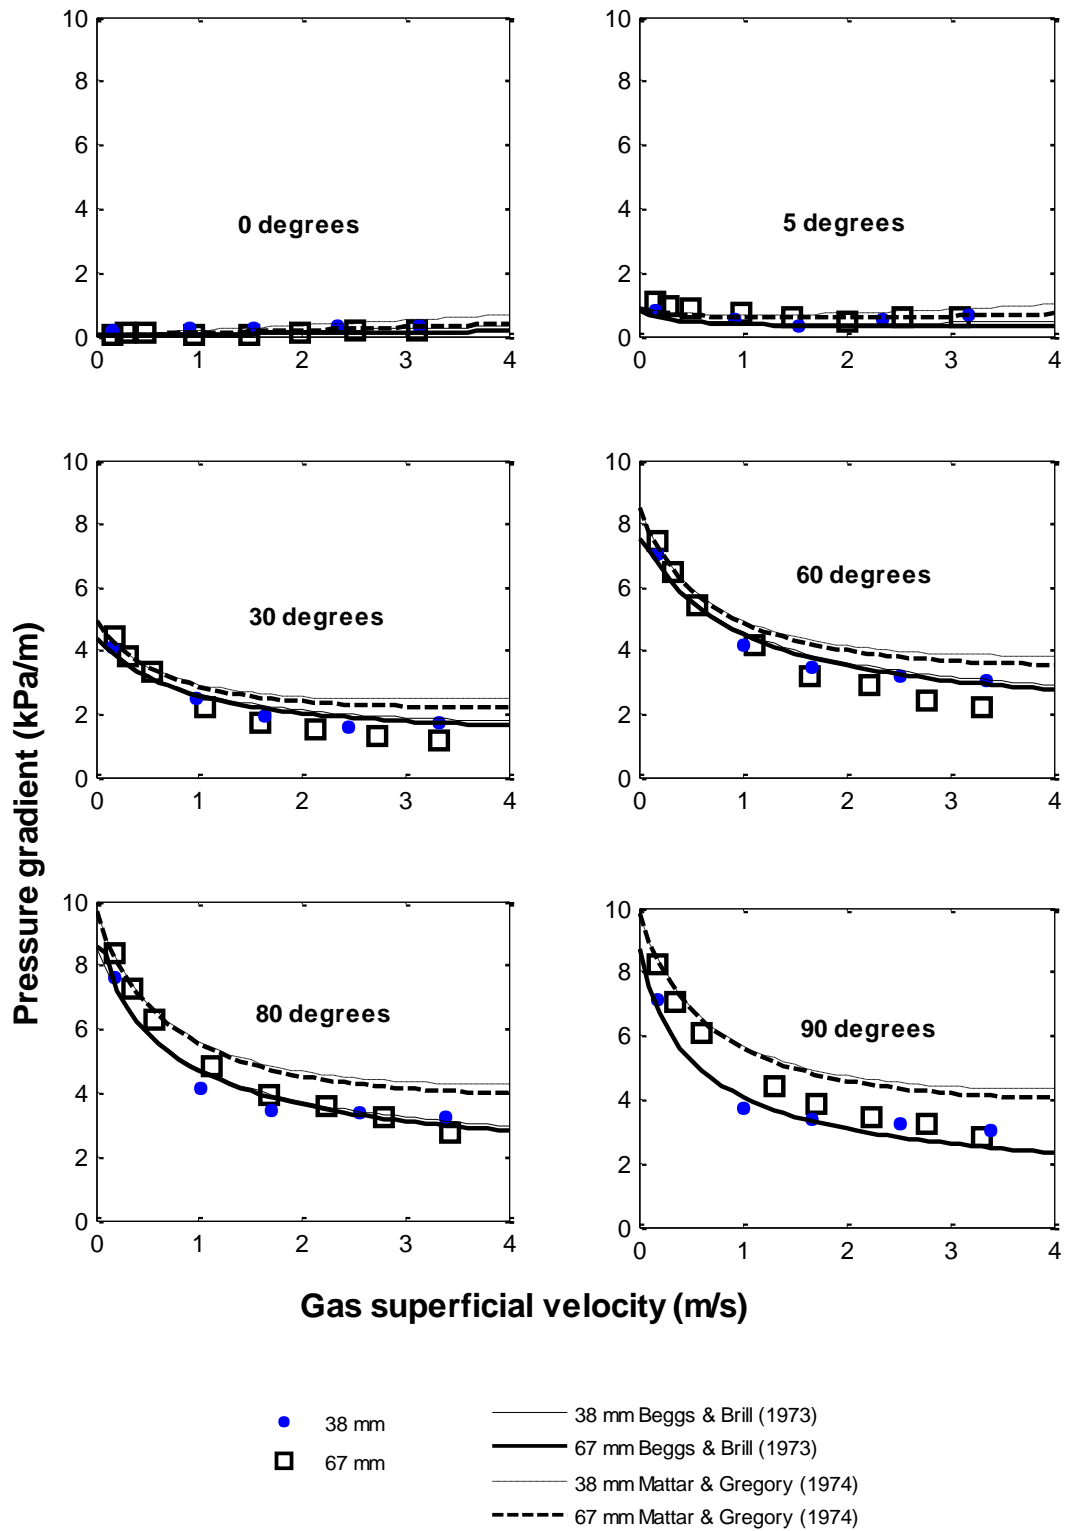 10
8
6
4
2
0
0 degrees
0 1 2 3 4
10
8
6
4
2
0
5 degrees
0 1 2 3 4
Pressure gradient (kPa/m)
10
8
6
4
2
0
30 degrees
0 1 2 3 4
10
8
6
4
2
0
60 degrees
0 1 2 3 4
10
8
6
4
2
0
80 degrees
0 1 2 3 4
10
8
6
4
2
0
90 degrees
0 1 2 3 4
Gas superficial velocity (m/s)
38 mm
67 mm
38 mm Beggs & Brill (1973)
67 mm Beggs & Brill (1973)
38 mm Mattar & Gregory (1974)
67 mm Mattar & Gregory (1974)